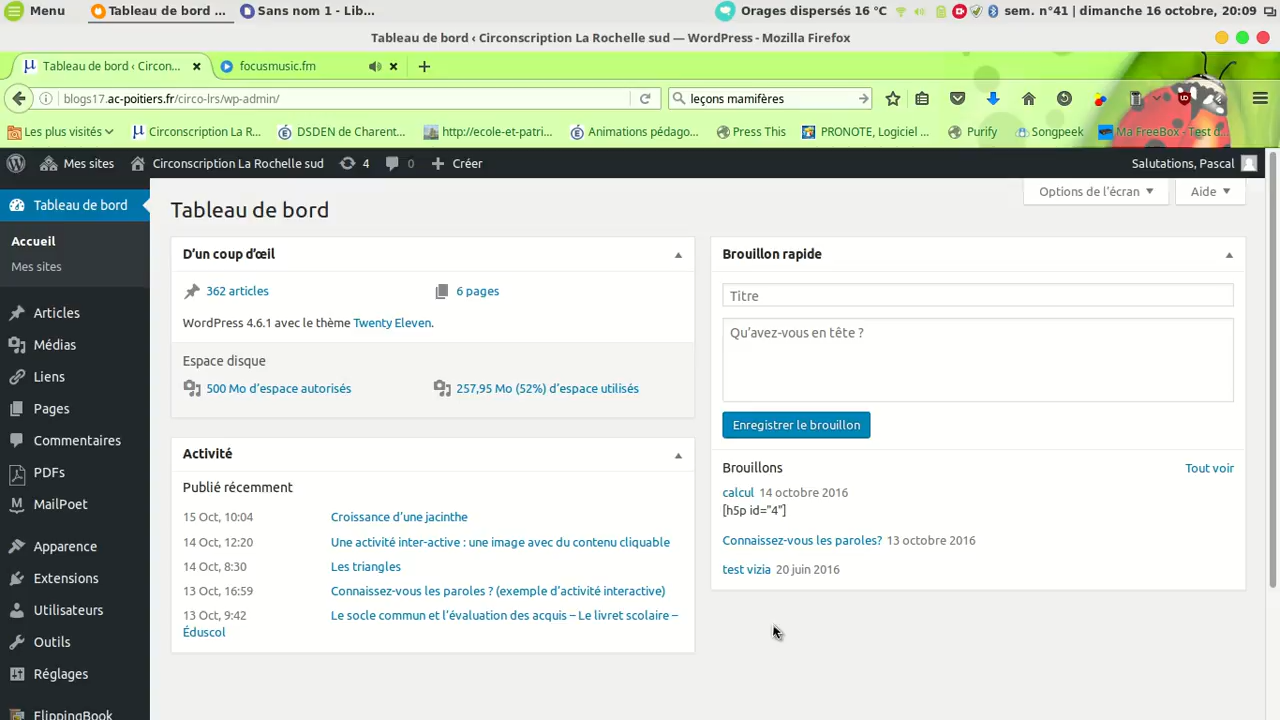 Menu
Tableau de bord ...
Sans nom 1 - Lib...
Orages dispersés 16 °C
sem. n°41 | dimanche 16 octobre, 20:09
Tableau de bord ‹ Circonscription La Rochelle sud — WordPress - Mozilla Firefox
Tableau de bord ‹ Circon...
focusmusic.fm
blogs17.ac-poitiers.fr/circo-lrs/wp-admin/
leçons mamifères
Les plus visités
Circonscription La R...
DSDEN de Charent...
http://ecole-et-patri...
Animations pédago...
Press This
PRONOTE, Logiciel ...
Purify
Songpeek
Ma FreeBox - Test d...
Mes sites
Circonscription La Rochelle sud
4
0
Créer
Salutations, Pascal
Tableau de bord
Accueil
Mes sites
Articles
Médias
Liens
Pages
Commentaires
PDFs
MailPoet
Apparence
Extensions
Utilisateurs
Outils
Réglages
FlippingBook
Options de l'écran
Aide
Tableau de bord
D'un coup d'œil
362 articles
6 pages
WordPress 4.6.1 avec le thème Twenty Eleven.
Espace disque
500 Mo d'espace autorisés
257,95 Mo (52%) d'espace utilisés
Activité
Publié récemment
15 Oct, 10:04 Croissance d'une jacinthe
14 Oct, 12:20 Une activité inter-active : une image avec du contenu cliquable
14 Oct, 8:30 Les triangles
13 Oct, 16:59 Connaissez-vous les paroles ? (exemple d'activité interactive)
13 Oct, 9:42 Le socle commun et l'évaluation des acquis – Le livret scolaire –
Éduscol
Brouillon rapide
Titre
Qu'avez-vous en tête ?
Enregistrer le brouillon
Brouillons
Tout voir
calcul 14 octobre 2016
[h5p id="4"]
Connaissez-vous les paroles? 13 octobre 2016
test vizia 20 juin 2016